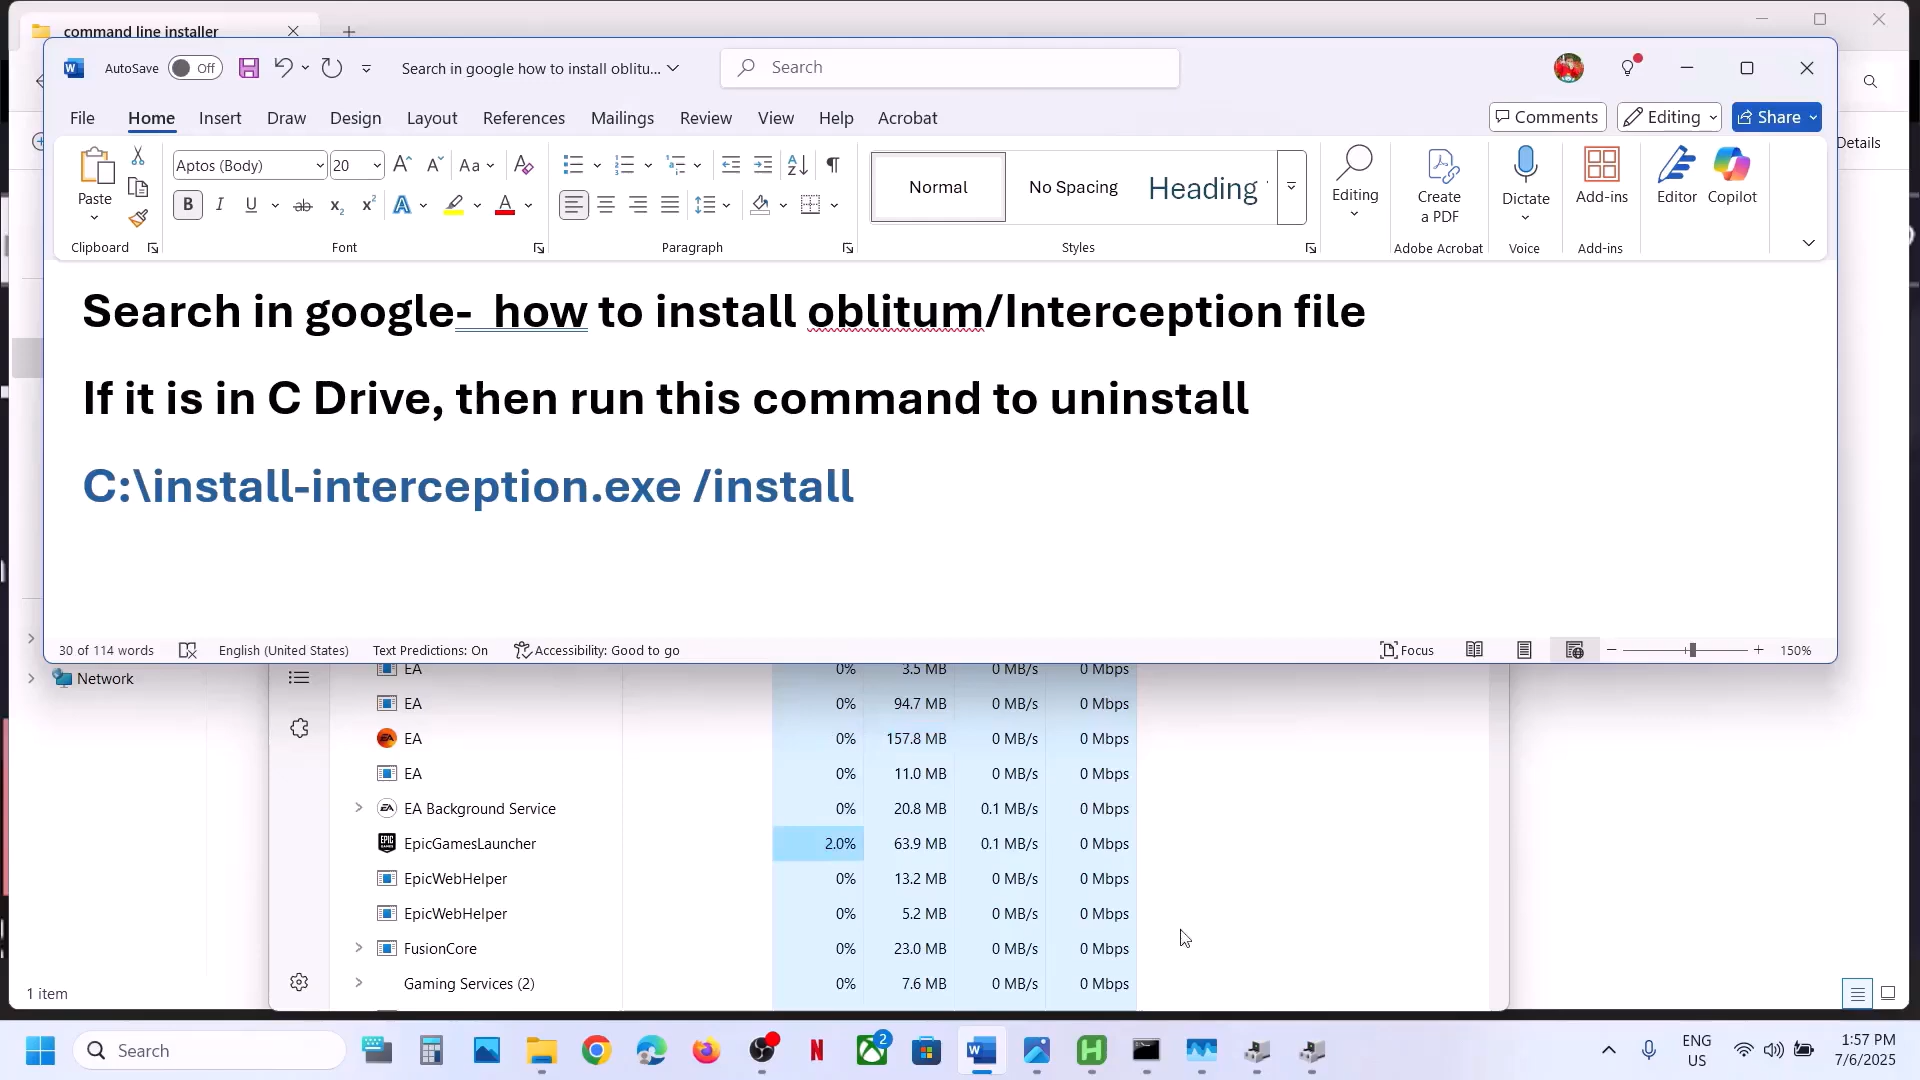 command line installer
AutoSave Off Search in google how to install oblitu... Search
File Home Insert Draw Design Layout References Mailings Review View Help Acrobat Comments Editing Share
Details
Paste
Clipboard
Aptos (Body) 20
Font
Paragraph
Normal No Spacing Heading
Styles
Editing
Create a PDF
Adobe Acrobat
Dictate
Voice
Add-ins
Add-ins
Editor Copilot
Search in google- how to install oblitum/Interception file
If it is in C Drive, then run this command to uninstall
C:\install-interception.exe /install
30 of 114 words English (United States) Text Predictions: On Accessibility: Good to go Focus 150%
Network
EA 0% 3.5 MB 0 MB/s 0 Mbps
EA 0% 94.7 MB 0 MB/s 0 Mbps
EA 0% 157.8 MB 0 MB/s 0 Mbps
EA 0% 11.0 MB 0 MB/s 0 Mbps
EA Background Service 0% 20.8 MB 0.1 MB/s 0 Mbps
EpicGamesLauncher 2.0% 63.9 MB 0.1 MB/s 0 Mbps
EpicWebHelper 0% 13.2 MB 0 MB/s 0 Mbps
EpicWebHelper 0% 5.2 MB 0 MB/s 0 Mbps
FusionCore 0% 23.0 MB 0 MB/s 0 Mbps
Gaming Services (2) 0% 7.6 MB 0 MB/s 0 Mbps
1 item
Search
2
ENG
US
1:57 PM
7/6/2025